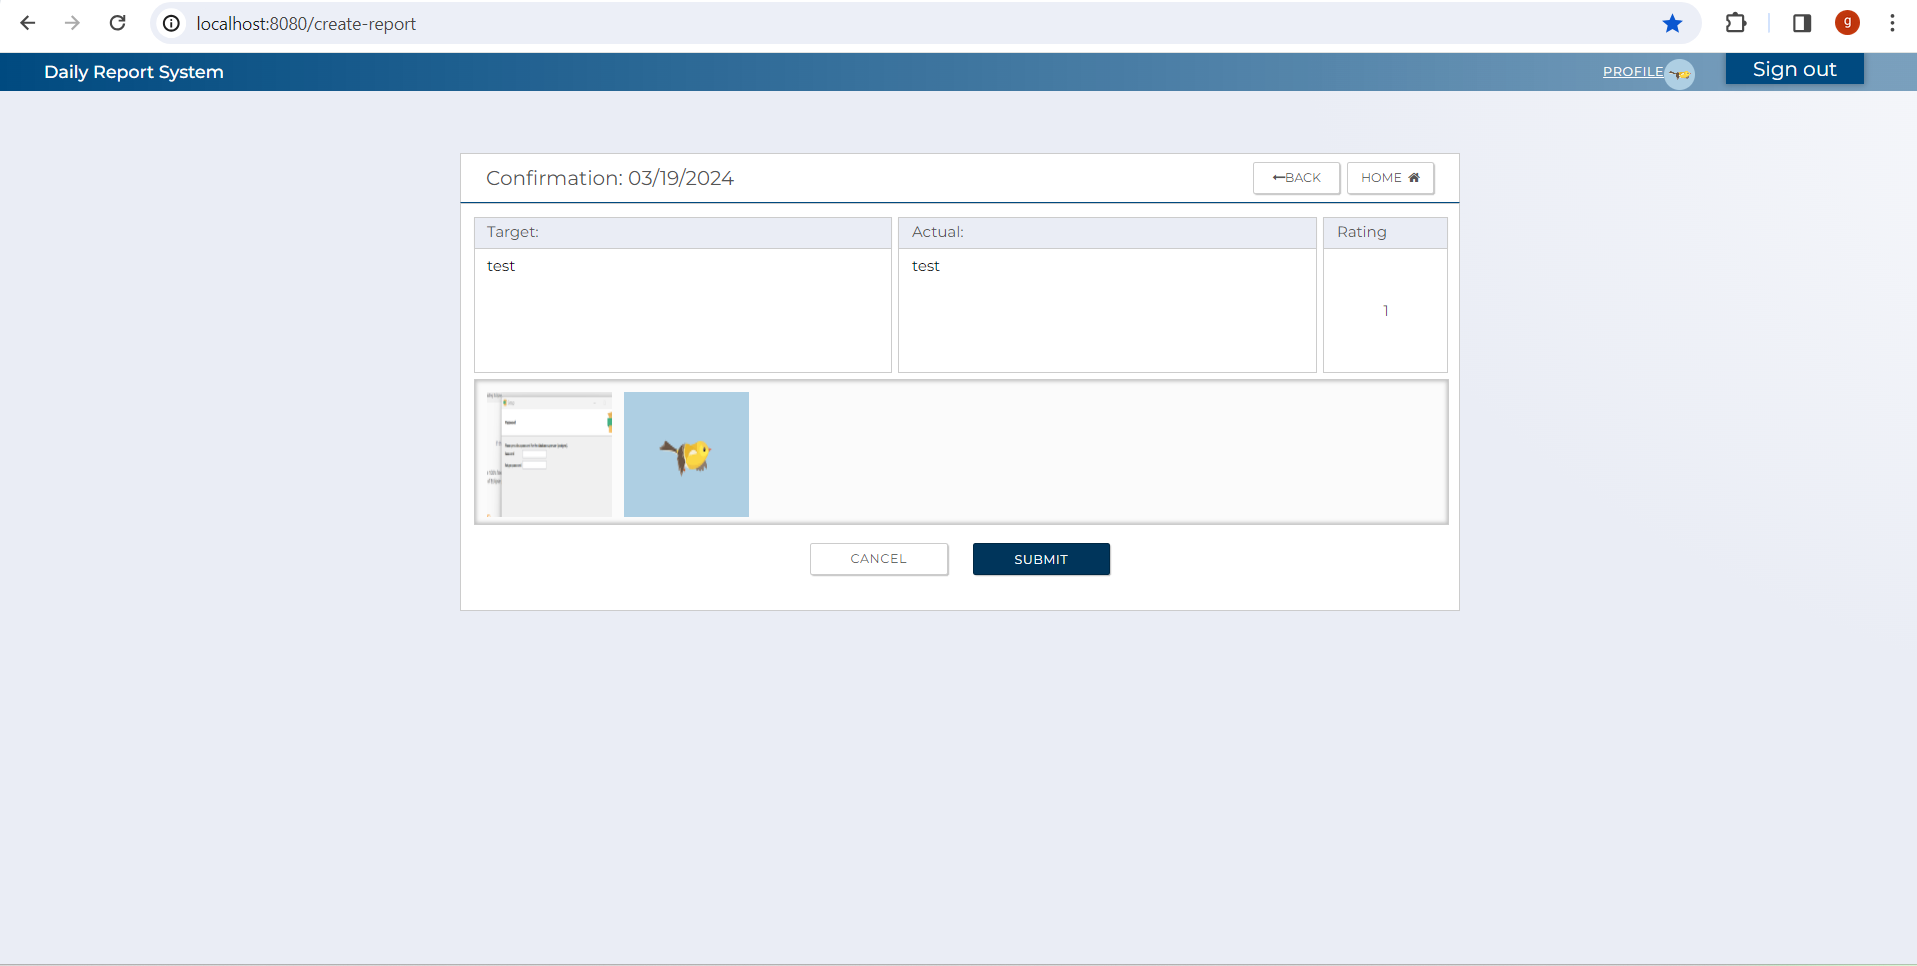 localhost:8080/create-report
g
Daily Report System
PROFILE
Sign out
Confirmation: 03/19/2024
BACK
HOME
Target:
Actual:
Rating
test
test
1
CANCEL
SUBMIT